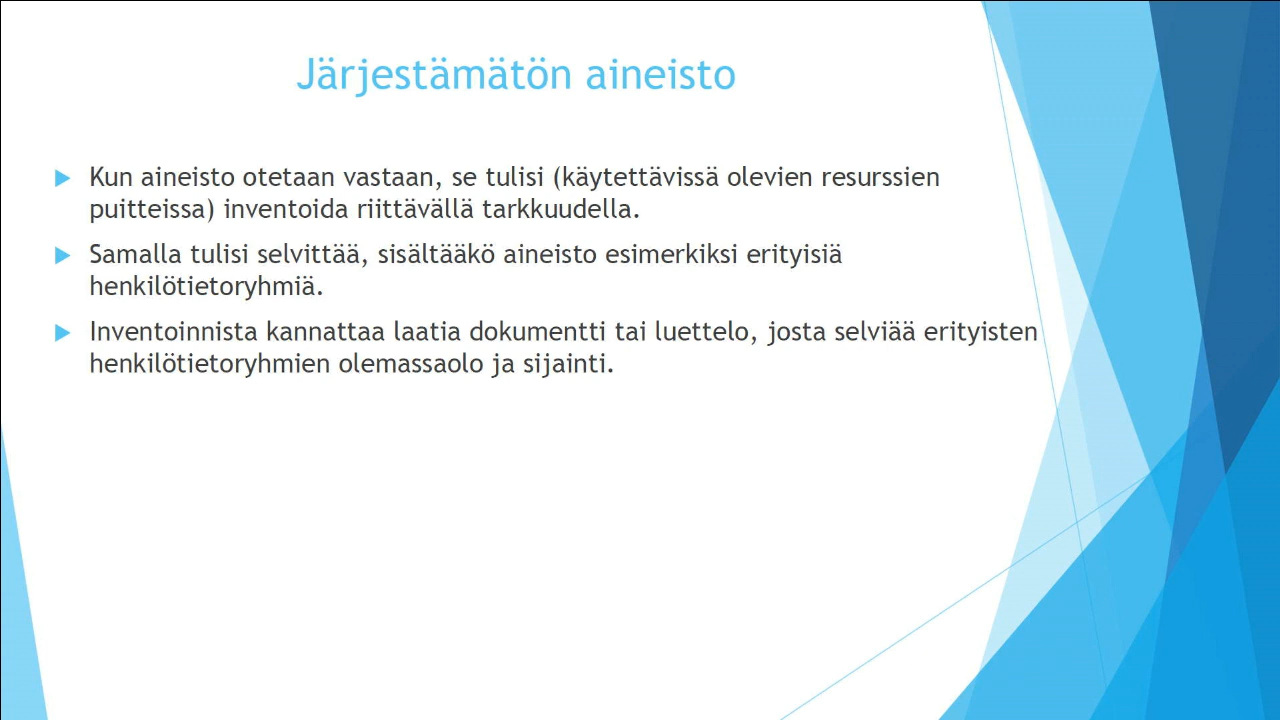 Järjestämätön aineisto
Kun aineisto otetaan vastaan, se tulisi (käytettävissä olevien resurssien
puitteissa) inventoida riittävällä tarkkuudella.
Samalla tulisi selvittää, sisältääkö aineisto esimerkiksi erityisiä
henkilötietoryhmiä.
Inventoinnista kannattaa laatia dokumentti tai luettelo, josta selviää erityisten
henkilötietoryhmien olemassaolo ja sijainti.